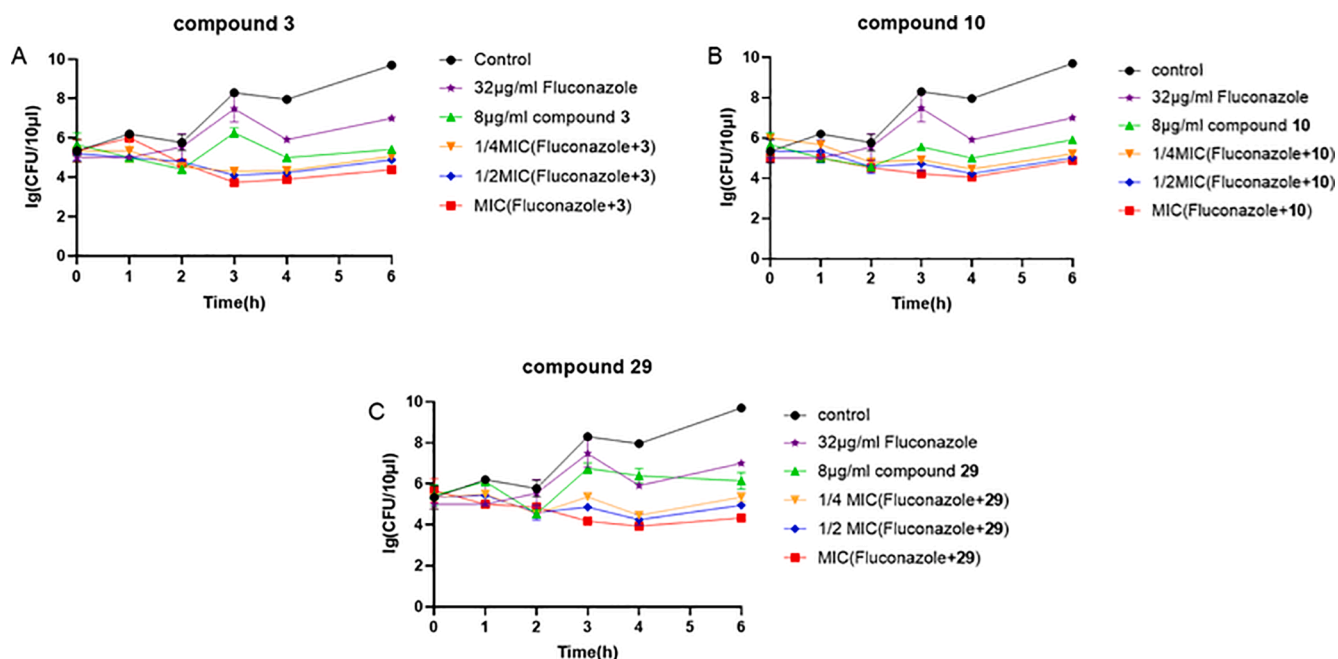 compound 3
A
lg(CFU/10µl)
10
8
6
4
2
0
0 1 2 3 4 5 6
Time(h)
Control
32µg/ml Fluconazole
8µg/ml compound 3
1/4MIC(Fluconazole+3)
1/2MIC(Fluconazole+3)
MIC(Fluconazole+3)
compound 10
B
lg(CFU/10µl)
10
8
6
4
2
0
0 1 2 3 4 5 6
Time(h)
control
32µg/ml Fluconazole
8µg/ml compound 10
1/4MIC(Fluconazole+10)
1/2MIC(Fluconazole+10)
MIC(Fluconazole+10)
compound 29
C
lg(CFU/10µl)
10
8
6
4
2
0
0 1 2 3 4 5 6
Time(h)
control
32µg/ml Fluconazole
8µg/ml compound 29
1/4 MIC(Fluconazole+29)
1/2 MIC(Fluconazole+29)
MIC(Fluconazole+29)